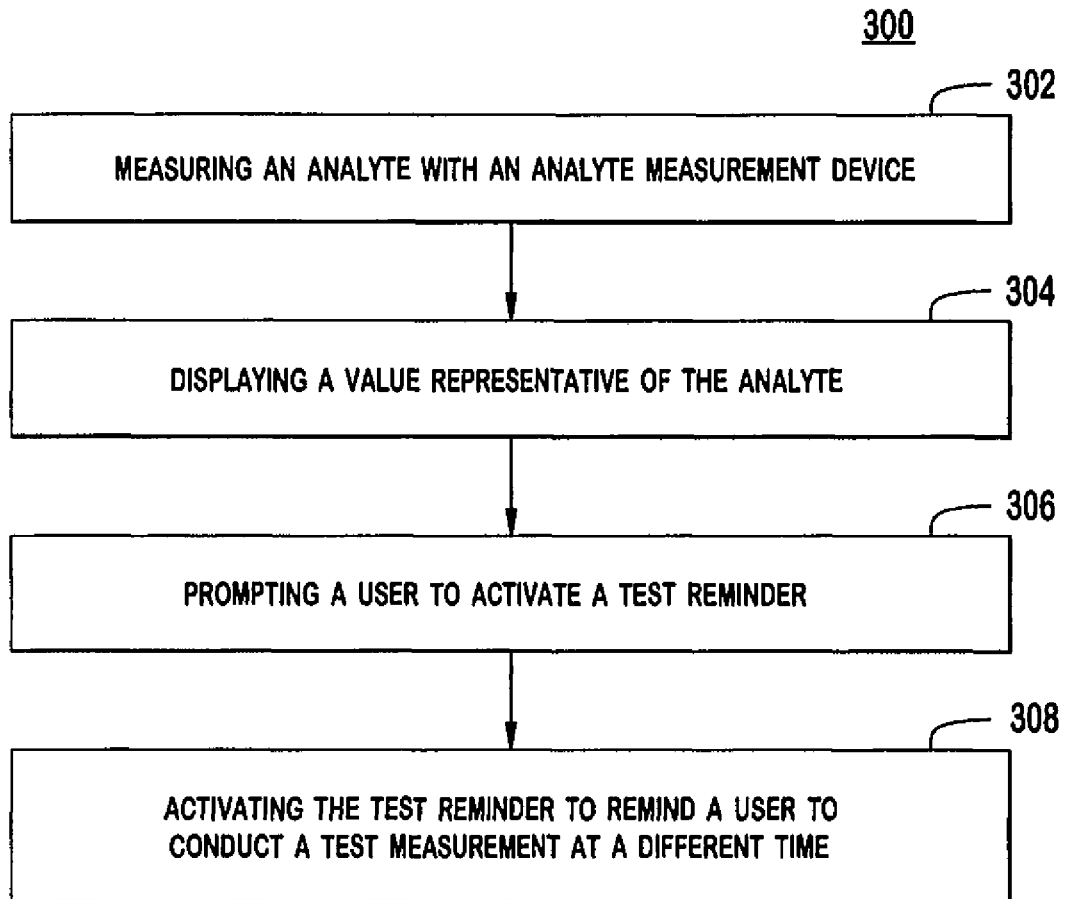 300
302
MEASURING AN ANALYTE WITH AN ANALYTE MEASUREMENT DEVICE
304
DISPLAYING A VALUE REPRESENTATIVE OF THE ANALYTE
306
PROMPTING A USER TO ACTIVATE A TEST REMINDER
308
ACTIVATING THE TEST REMINDER TO REMIND A USER TO
CONDUCT A TEST MEASUREMENT AT A DIFFERENT TIME